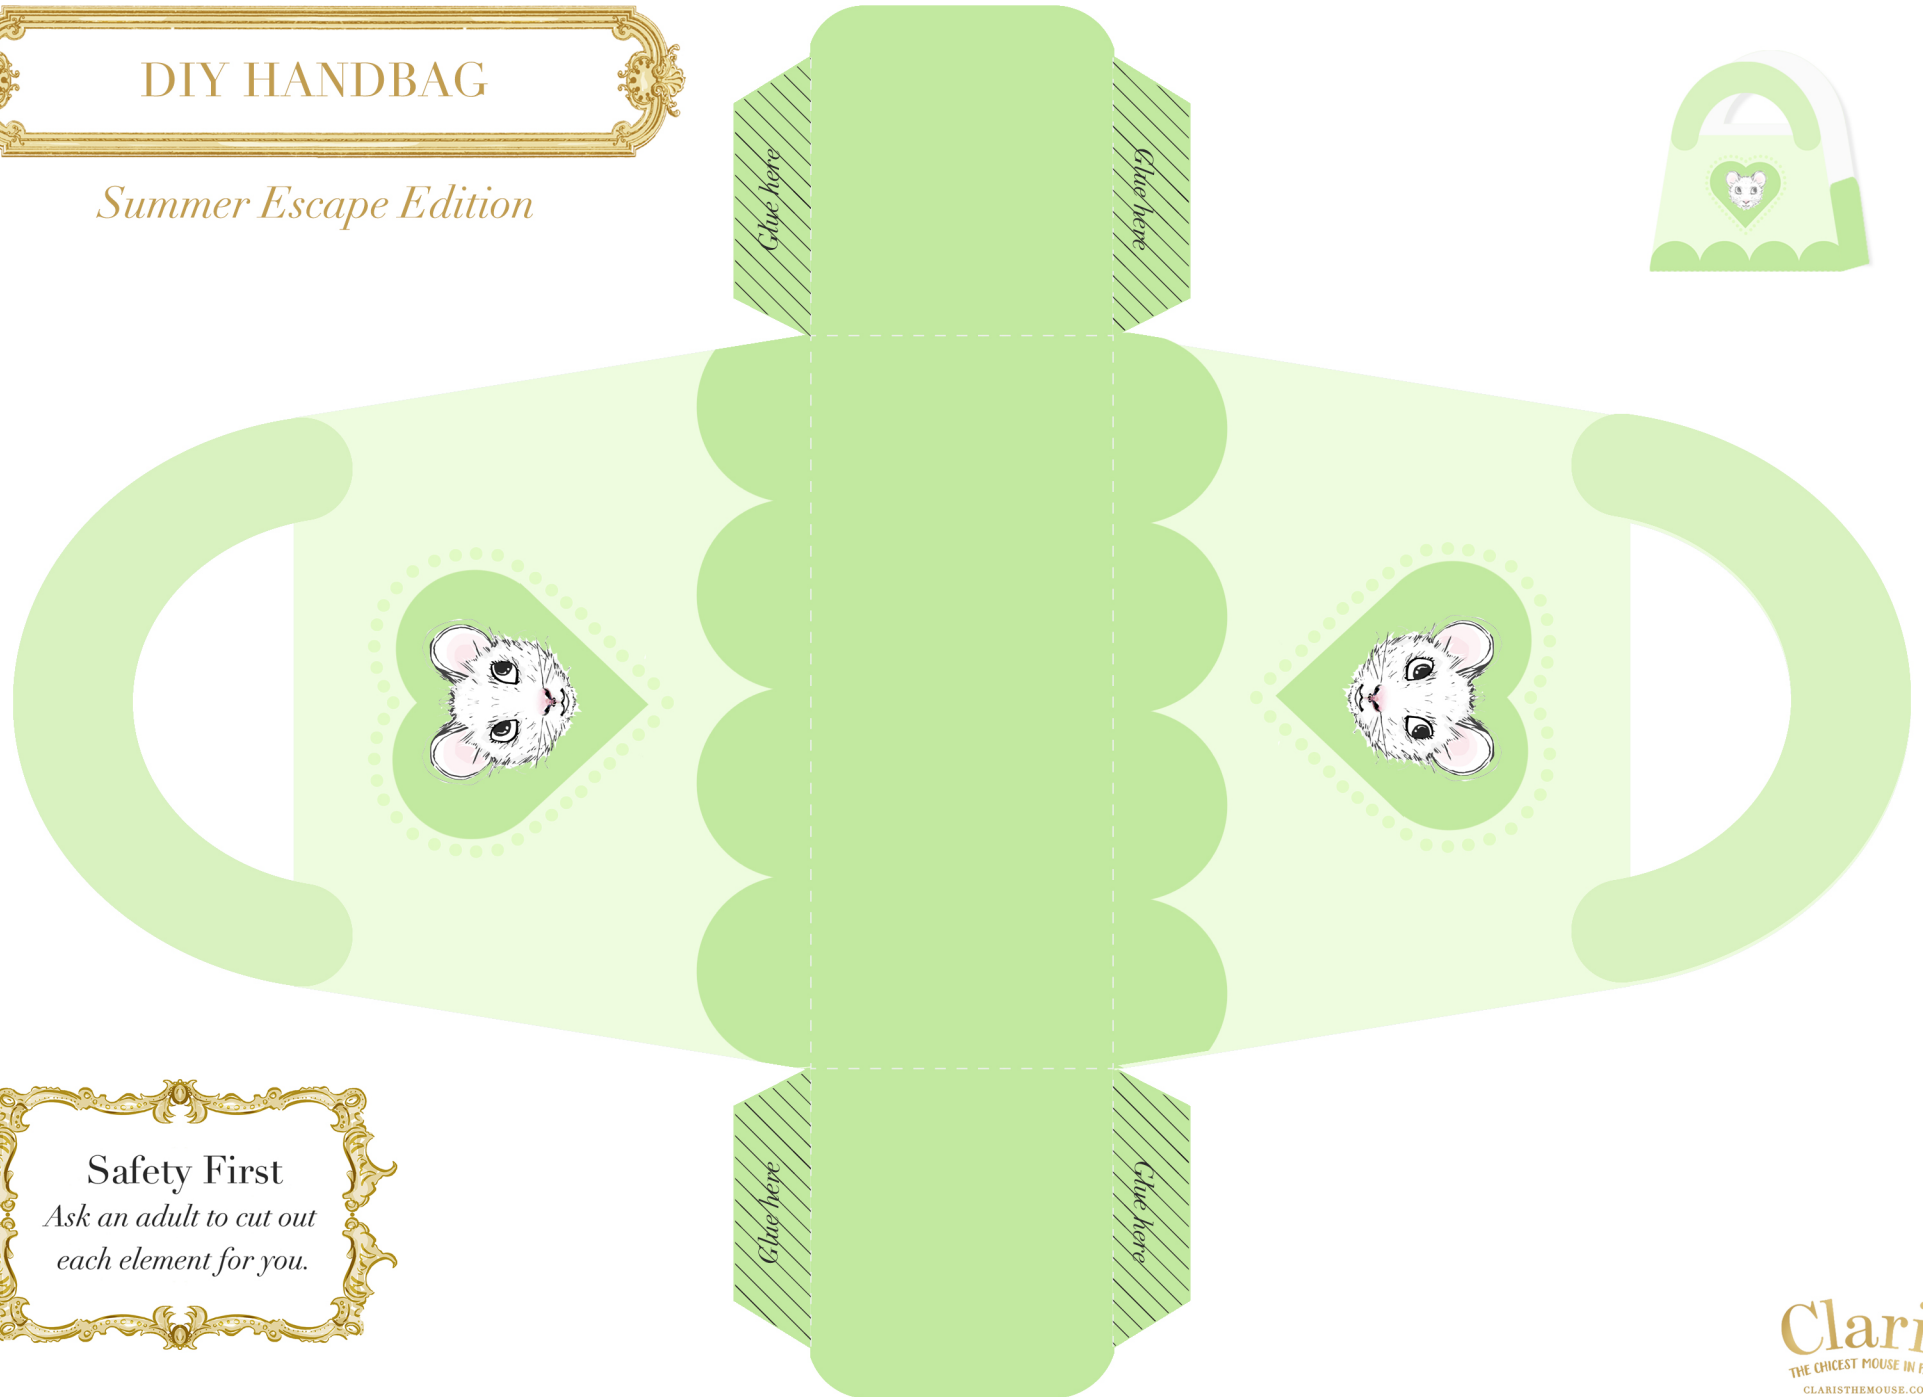 DIY HANDBAG
Summer Escape Edition
Glue here
Glue here
Glue here
Glue here
Safety First
Ask an adult to cut out
each element for you.
THE CHICEST MOUSE IN